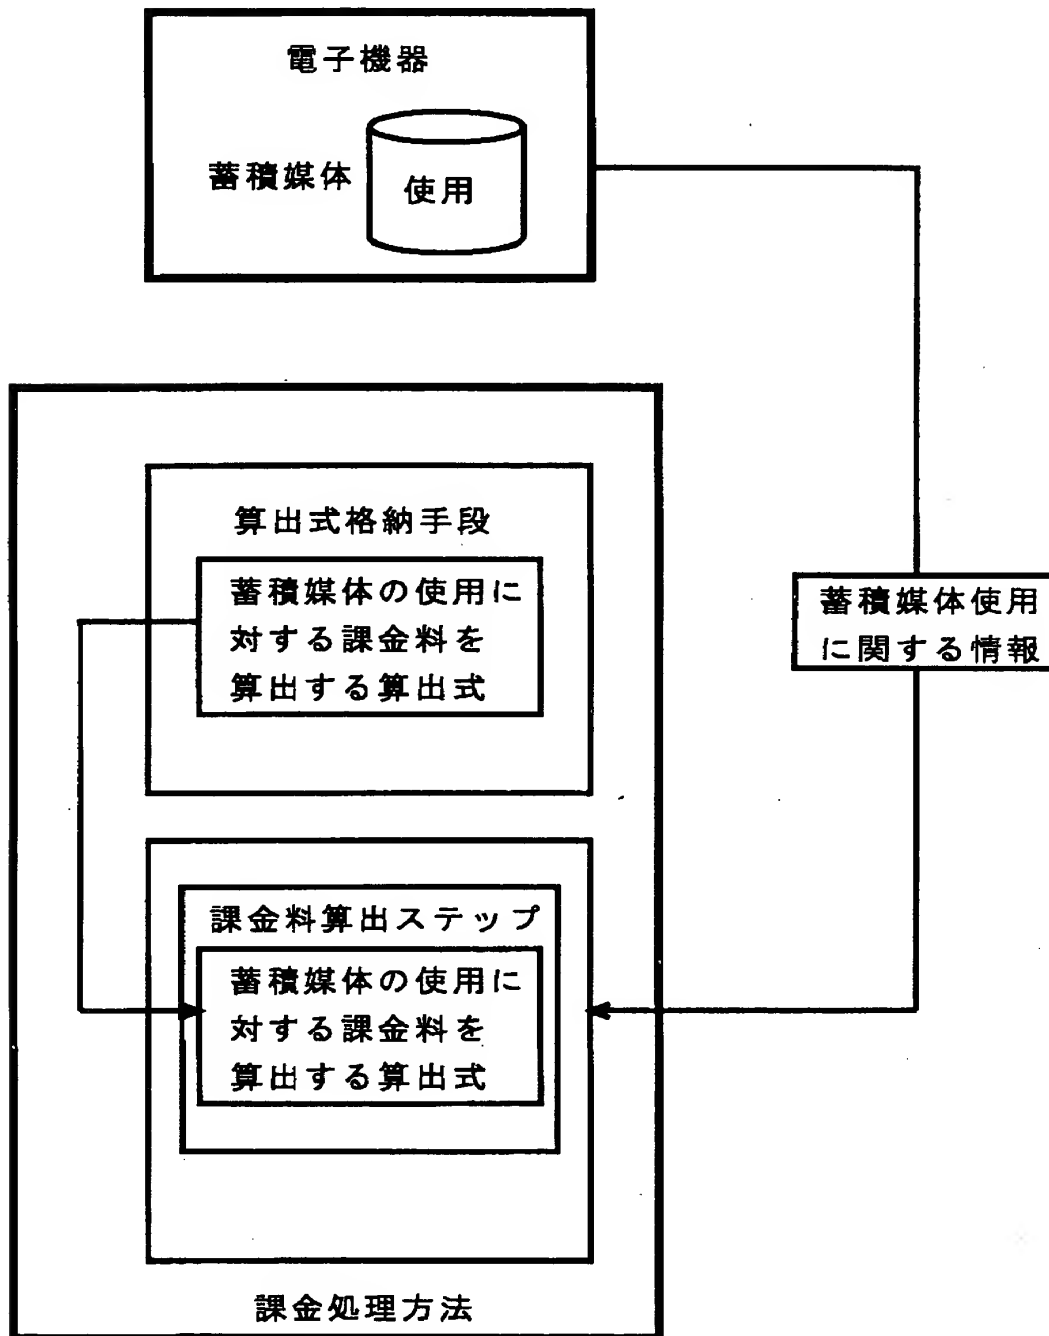 電子機器
蓄積媒体
使用
算出式格納手段
蓄積媒体の使用に
対する課金料を
算出する算出式
蓄積媒体使用
に関する情報
課金料算出ステップ
蓄積媒体の使用に
対する課金料を
算出する算出式
課金処理方法